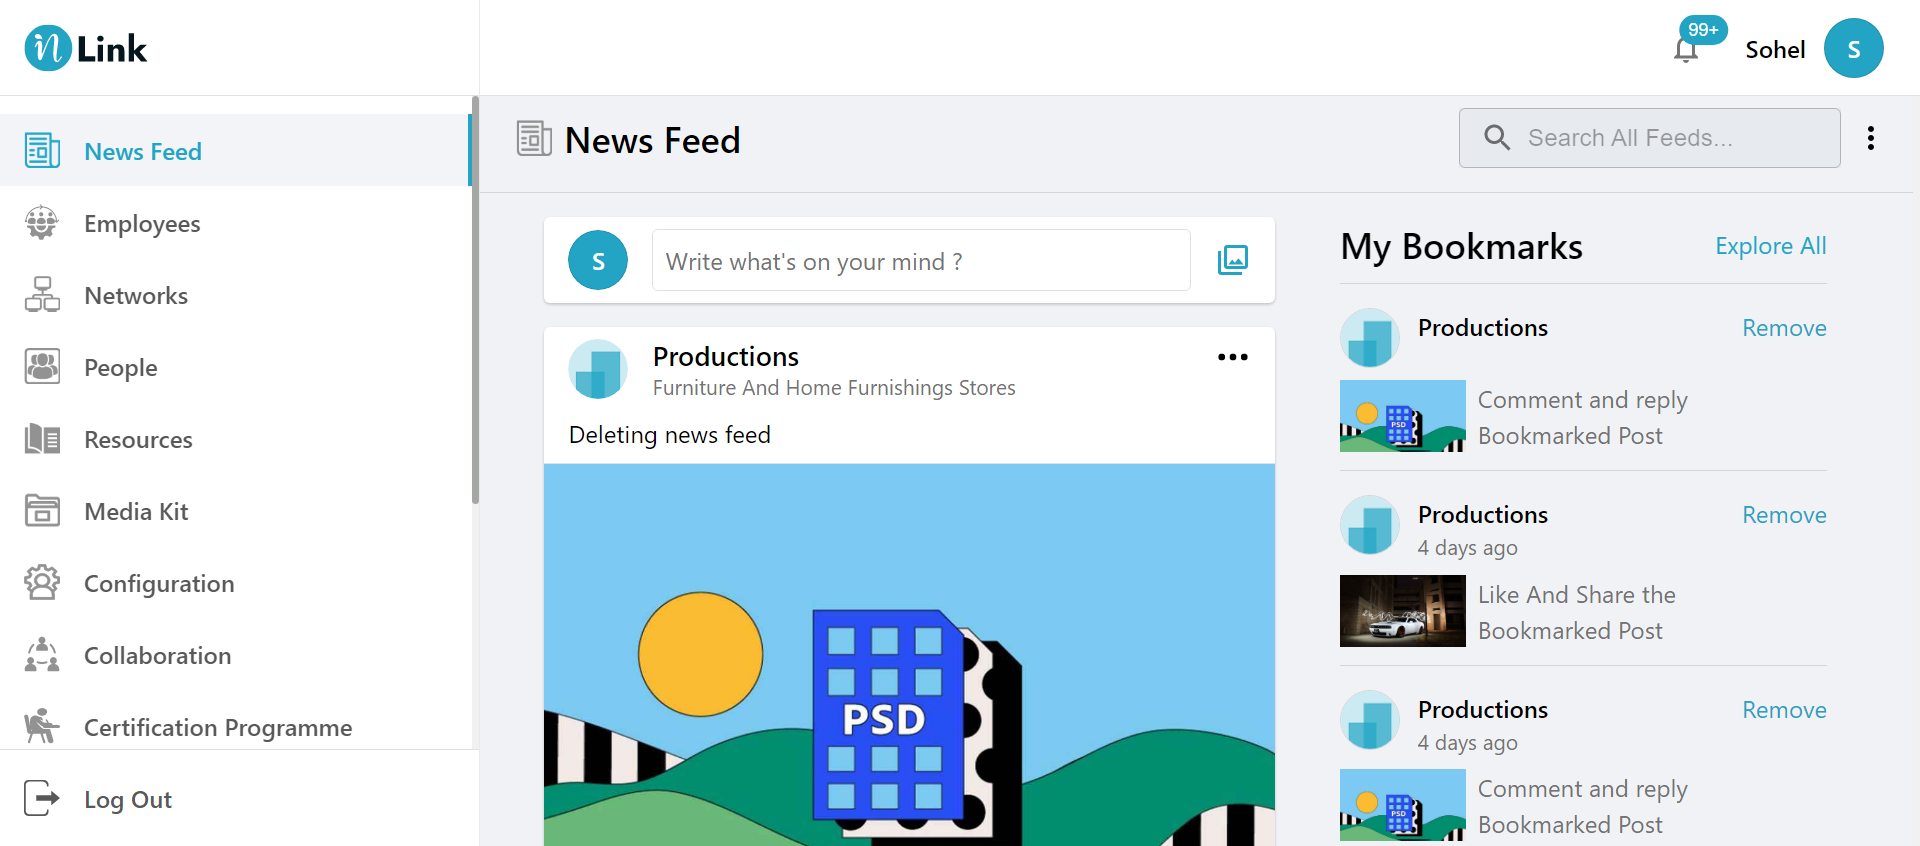 n Link
99+
Sohel
S
News Feed
Employees
Networks
People
Resources
Media Kit
Configuration
Collaboration
Certification Programme
Log Out
News Feed
Search All Feeds...
S
Write what's on your mind ?
Productions
Furniture And Home Furnishings Stores
Deleting news feed
PSD
My Bookmarks
Explore All
Productions
Remove
PSD
Comment and reply
Bookmarked Post
Productions
Remove
4 days ago
Like And Share the
Bookmarked Post
Productions
Remove
4 days ago
PSD
Comment and reply
Bookmarked Post